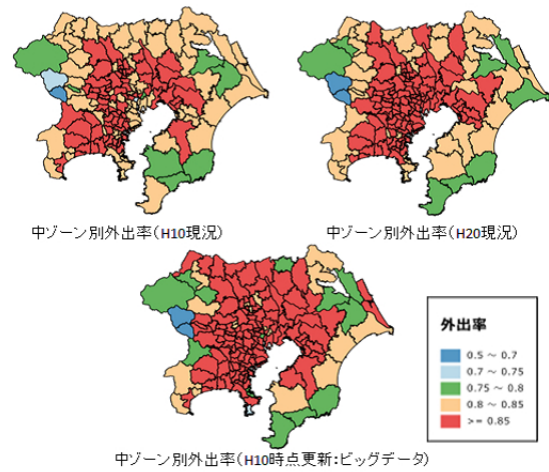 中ゾーン別外出率(H10現況)
中ゾーン別外出率(H20現況)
外出率
0.5 ～ 0.7
0.7 ～ 0.75
0.75 ～ 0.8
0.8 ～ 0.85
>= 0.85
中ゾーン別外出率(H10時点更新:ビッグデータ)